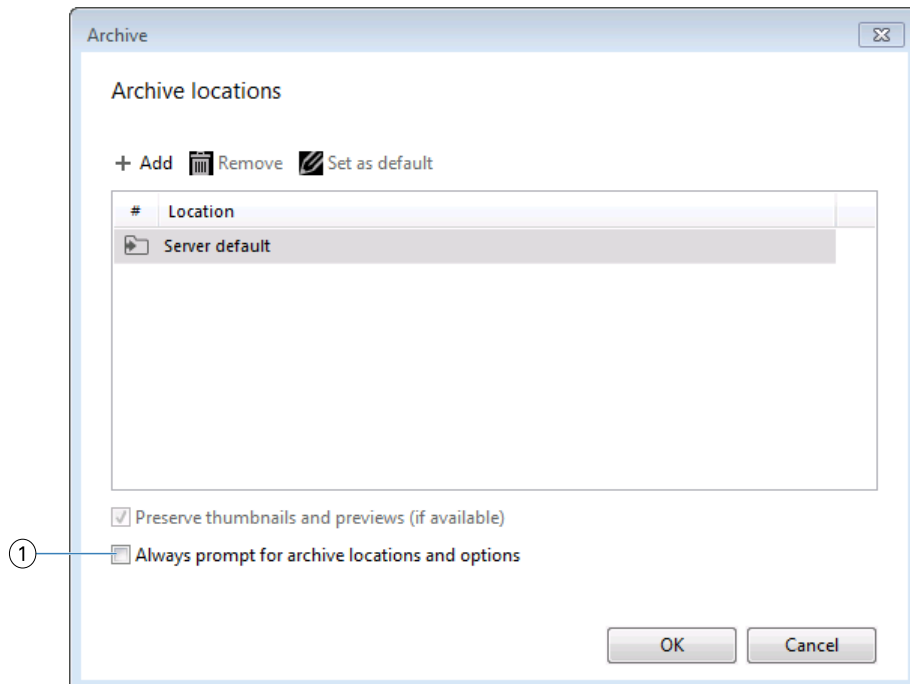 Archive
Archive locations
+ Add Remove Set as default
# Location
Server default
Preserve thumbnails and previews (if available)
1 Always prompt for archive locations and options
OK Cancel